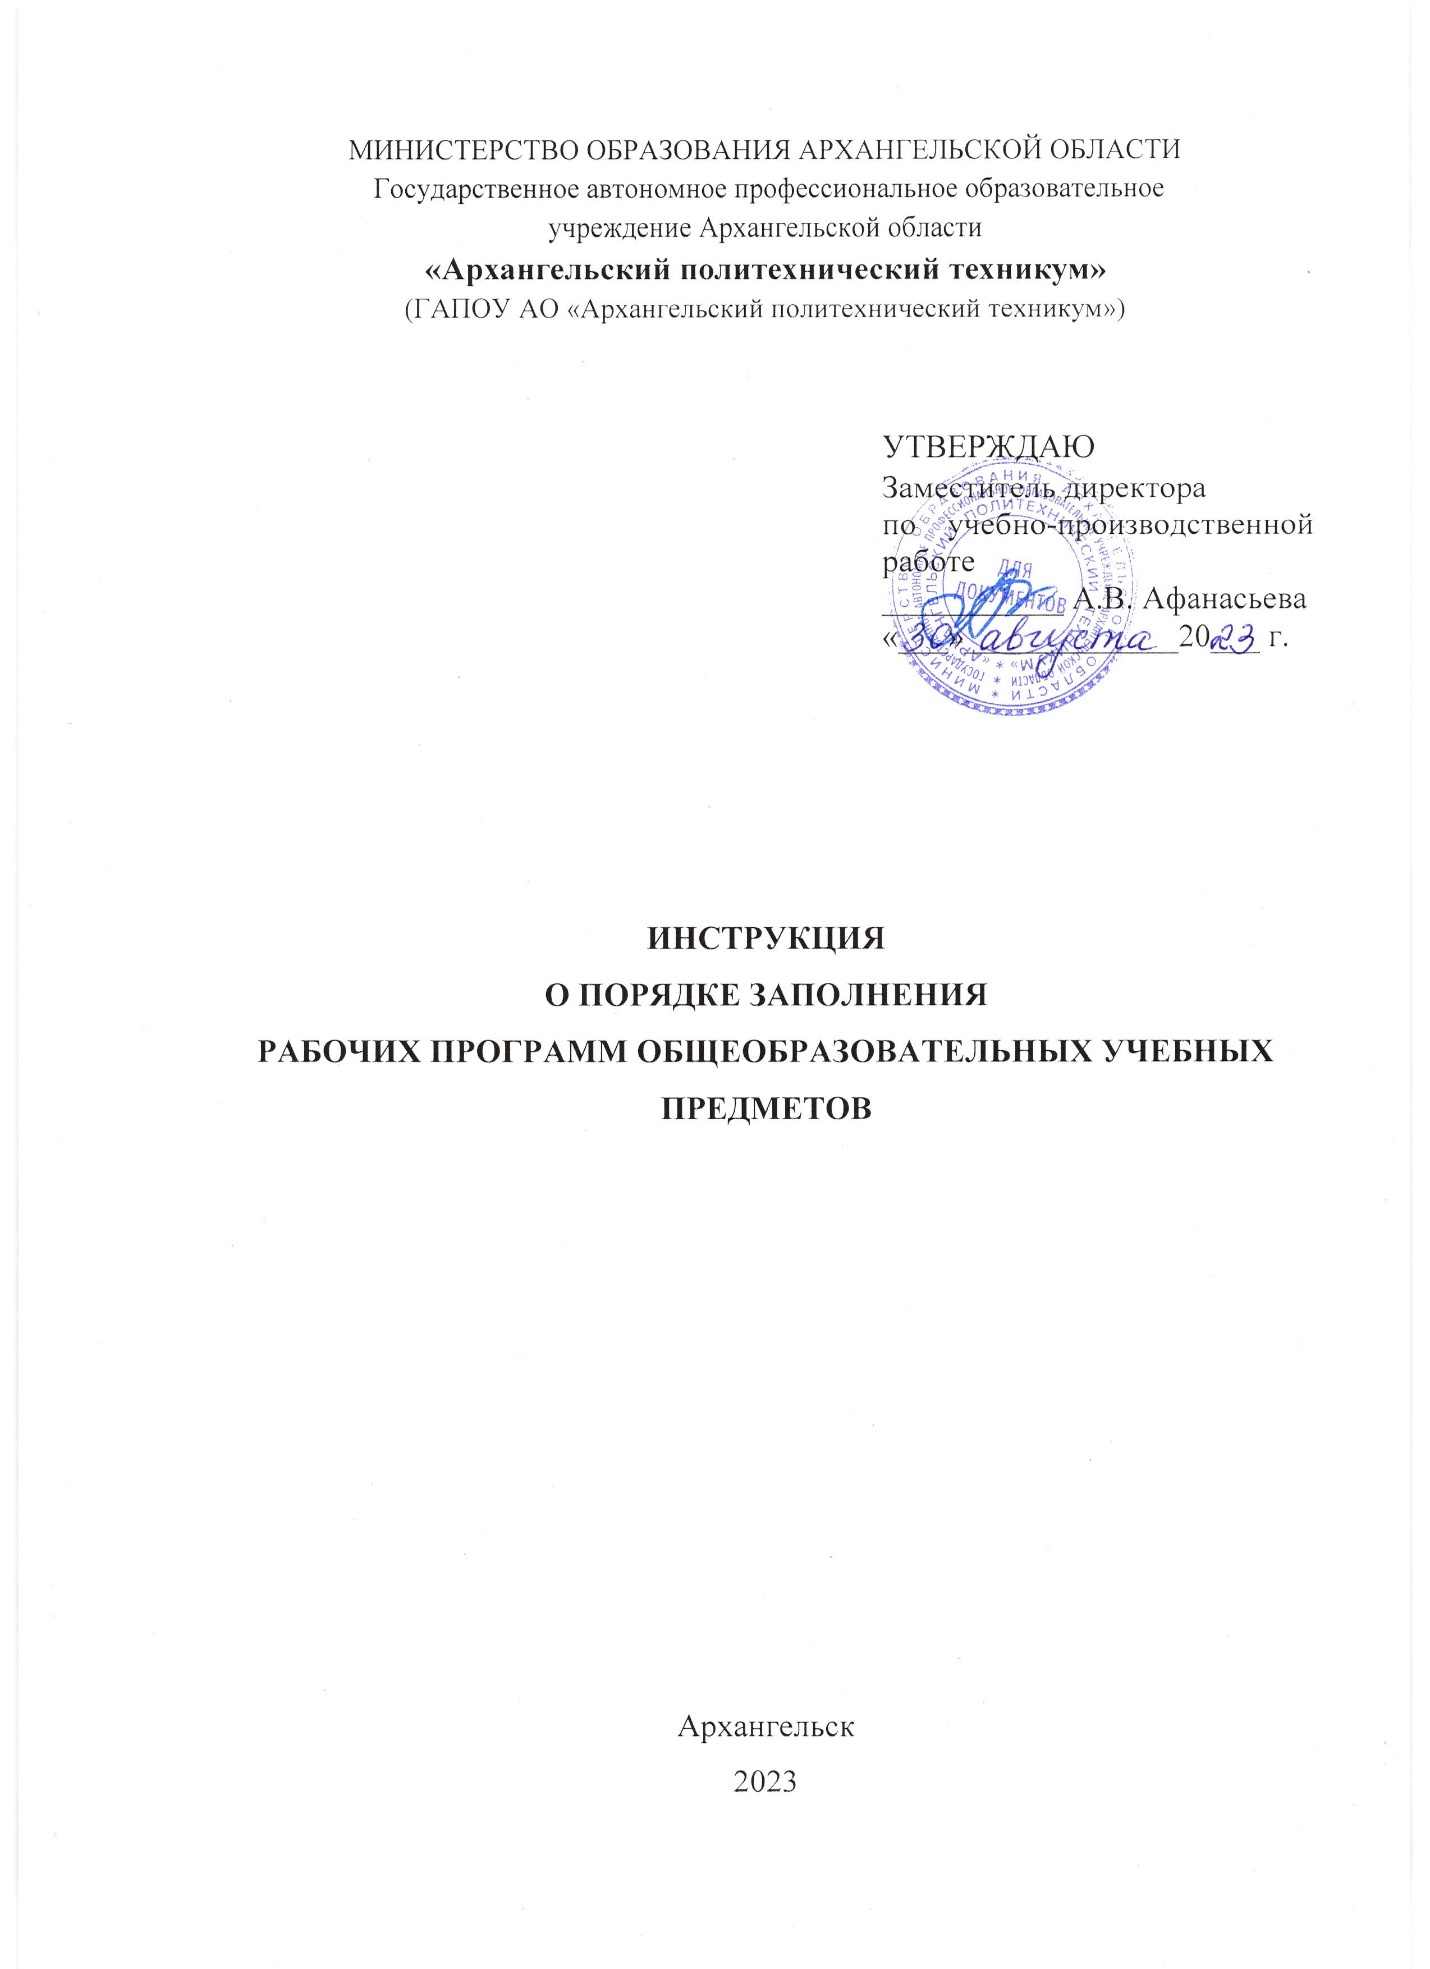 МИНИСТЕРСТВО ОБРАЗОВАНИЯ АРХАНГЕЛЬСКОЙ ОБЛАСТИ
Государственное автономное профессиональное образовательное
учреждение Архангельской области
«Архангельский политехнический техникум»
(ГАПОУ АО «Архангельский политехнический техникум»)
УТВЕРЖДАЮ
Заместитель директора
по учебно-производственной
работе
А.В. Афанасьева
«30» августа 2023 г.
ДЛЯ
ДОКУМЕНТОВ
ИНСТРУКЦИЯ
О ПОРЯДКЕ ЗАПОЛНЕНИЯ
РАБОЧИХ ПРОГРАММ ОБЩЕОБРАЗОВАТЕЛЬНЫХ УЧЕБНЫХ
ПРЕДМЕТОВ
Архангельск
2023